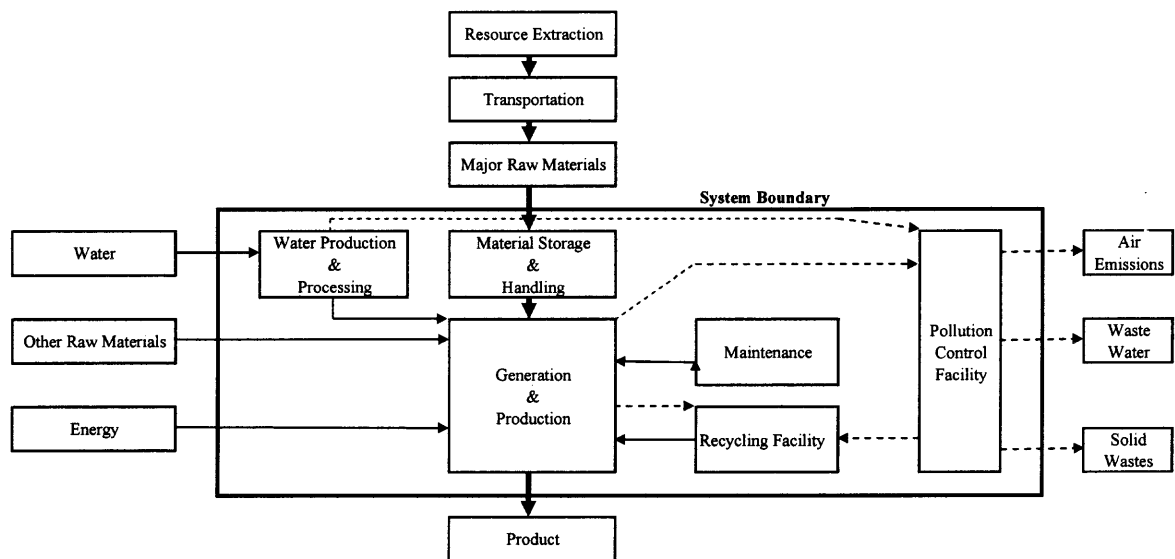 Resource Extraction
Transportation
Major Raw Materials
System Boundary
Water
Water Production
&
Processing
Material Storage
&
Handling
Air
Emissions
Other Raw Materials
Generation
&
Production
Maintenance
Pollution
Control
Facility
Waste
Water
Energy
Recycling Facility
Solid
Wastes
Product